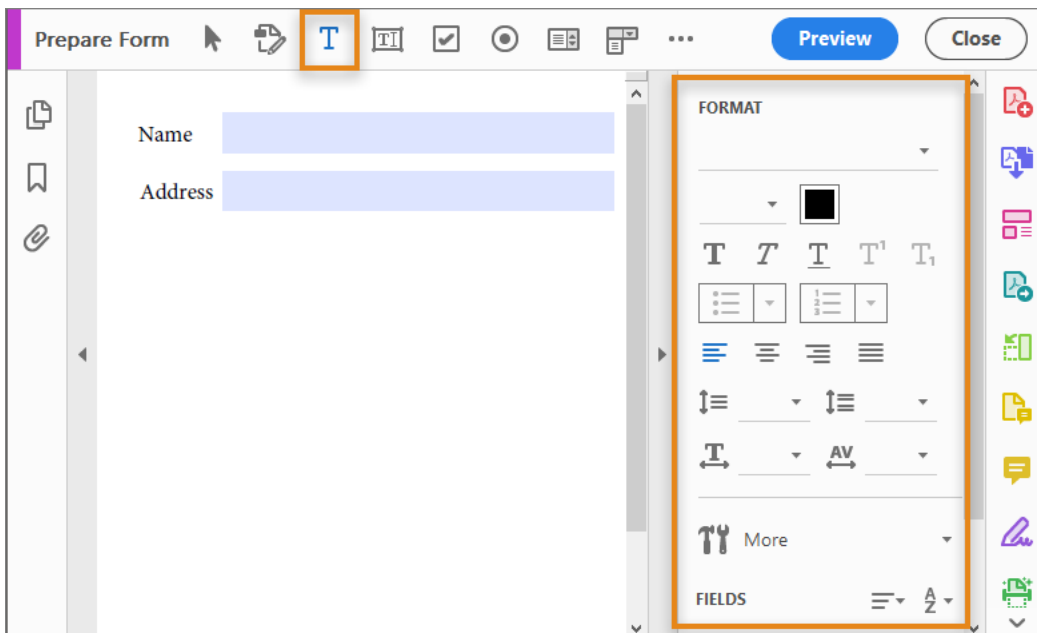 Prepare Form
Preview
Close
Name
Address
FORMAT
More
FIELDS